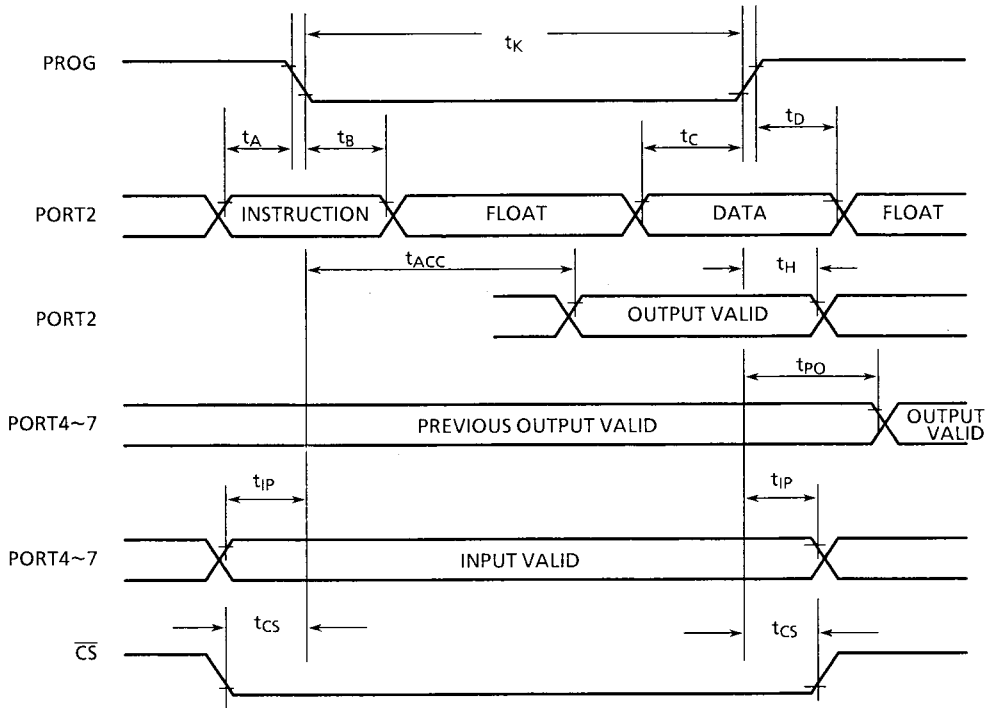 tK
PROG
tA
tB
tC
tD
PORT2
INSTRUCTION
FLOAT
DATA
FLOAT
tACC
tH
PORT2
OUTPUT VALID
tPO
PORT4~7
PREVIOUS OUTPUT VALID
OUTPUT
VALID
tIP
tIP
PORT4~7
INPUT VALID
tCS
tCS
CS